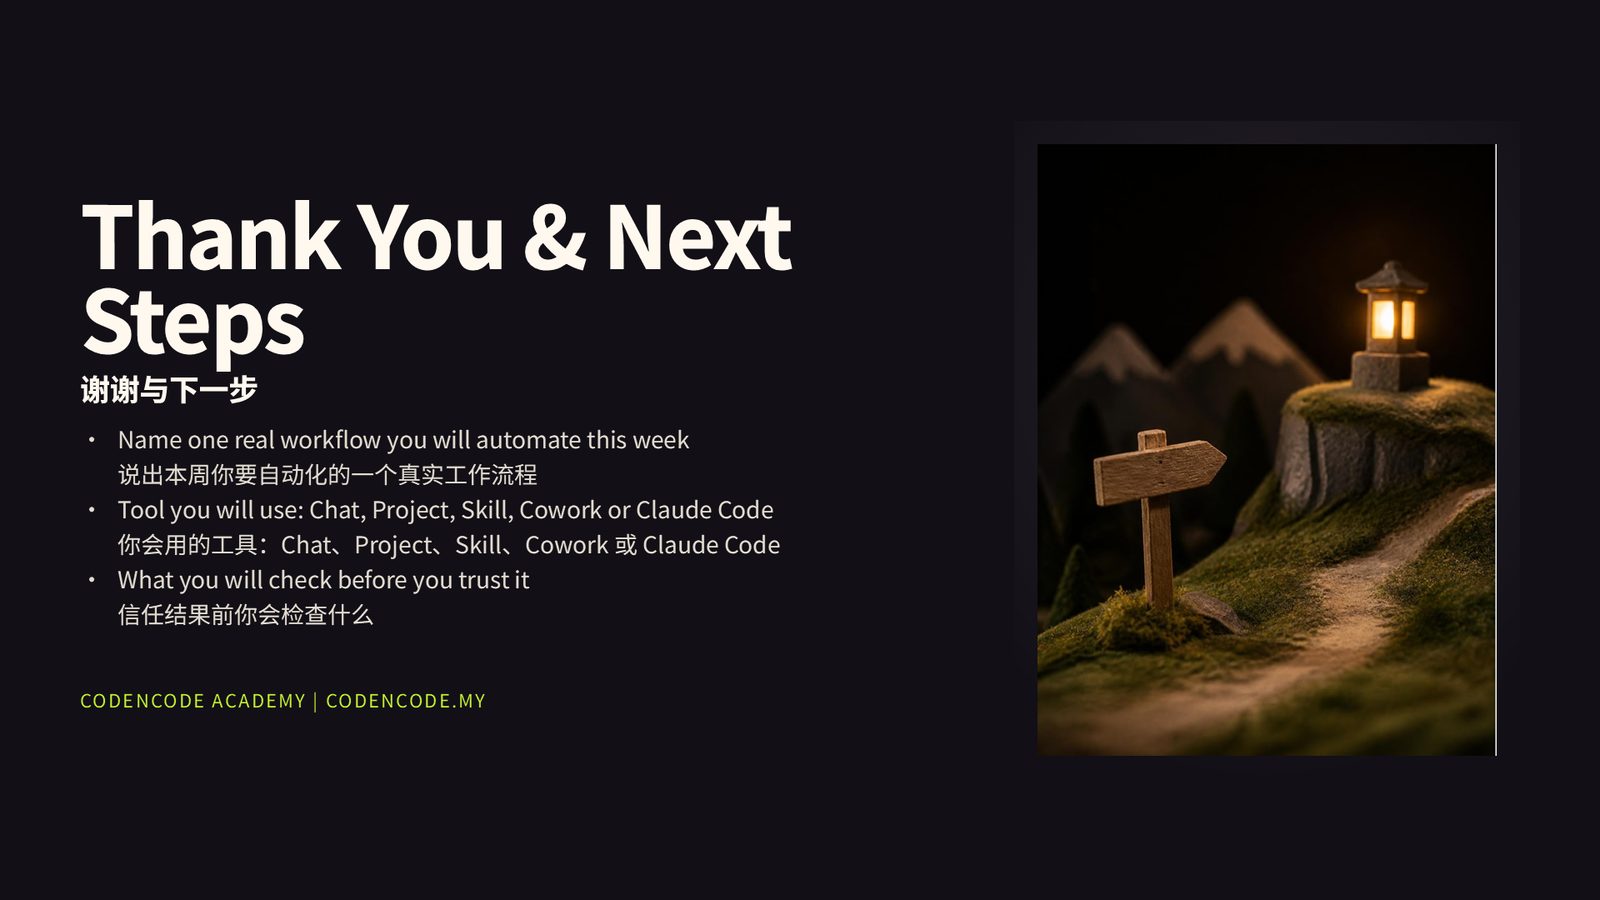 Thank You & Next
Steps
谢谢与下一步
• Name one real workflow you will automate this week
说出本周你要自动化的一个真实工作流程
• Tool you will use: Chat, Project, Skill, Cowork or Claude Code
你会用的工具：Chat、Project、Skill、Cowork 或 Claude Code
• What you will check before you trust it
信任结果前你会检查什么
CODENCODE ACADEMY | CODENCODE.MY